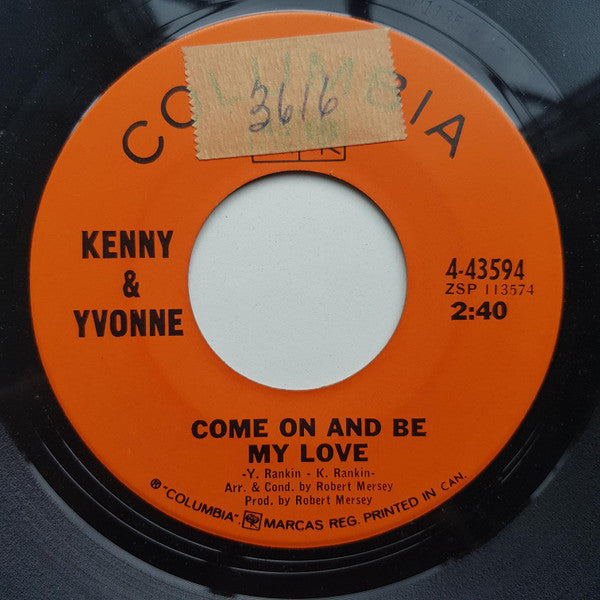 COLUMBIA
3616
KENNY
&
YVONNE
4-43594
ZSP 113574
2:40
COME ON AND BE
MY LOVE
-Y. Rankin - K. Rankin-
Arr. & Cond. by Robert Mersey
Prod. by Robert Mersey
® "COLUMBIA", MARCAS REG. PRINTED IN CAN.